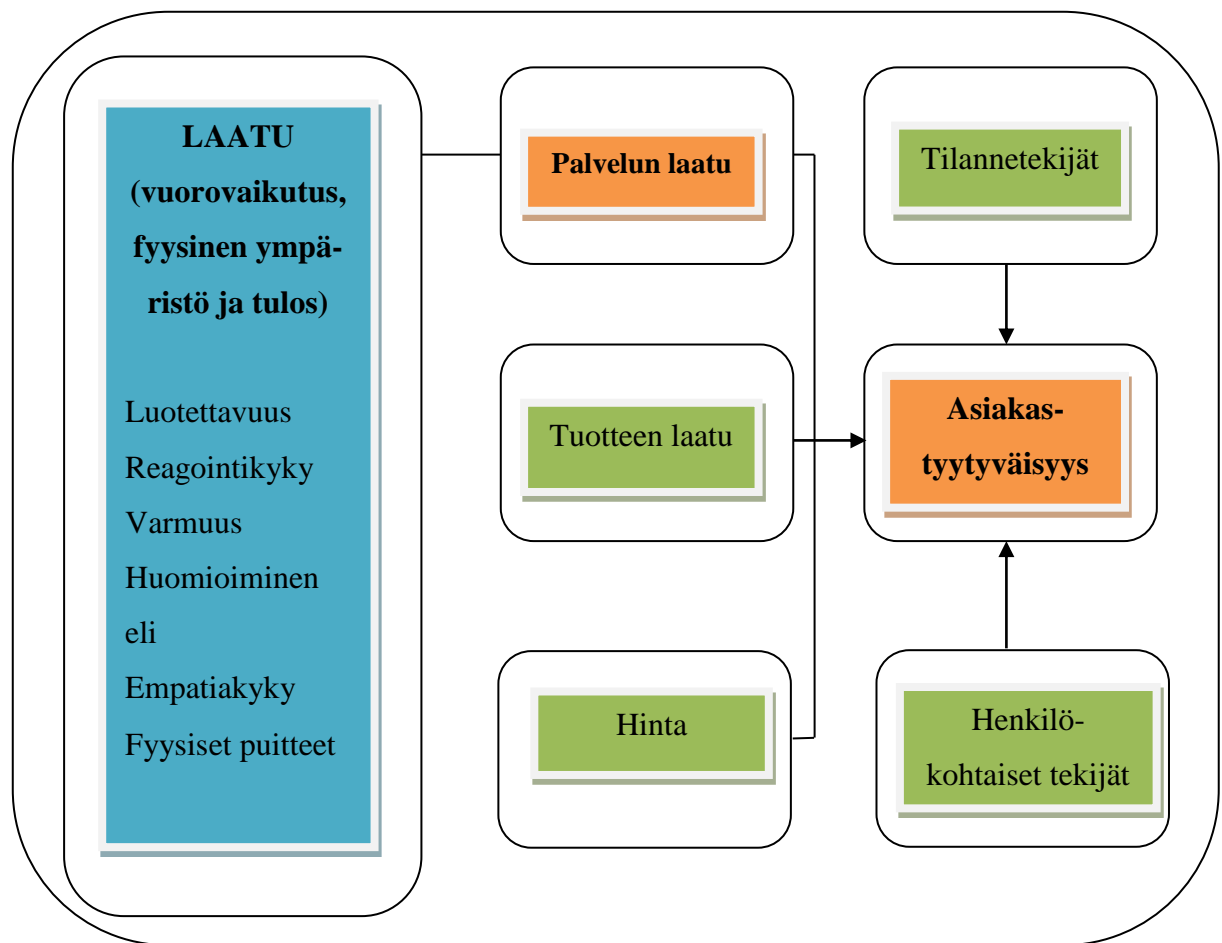 LAATU
(vuorovaikutus,
fyysinen ympä-
ristö ja tulos)
Luotettavuus
Reagointikyky
Varmuus
Huomioiminen
eli
Empatiakyky
Fyysiset puitteet
Palvelun laatu
Tuotteen laatu
Hinta
Tilannetekijät
Asiakas-
tyytyväisyys
Henkilö-
kohtaiset tekijät